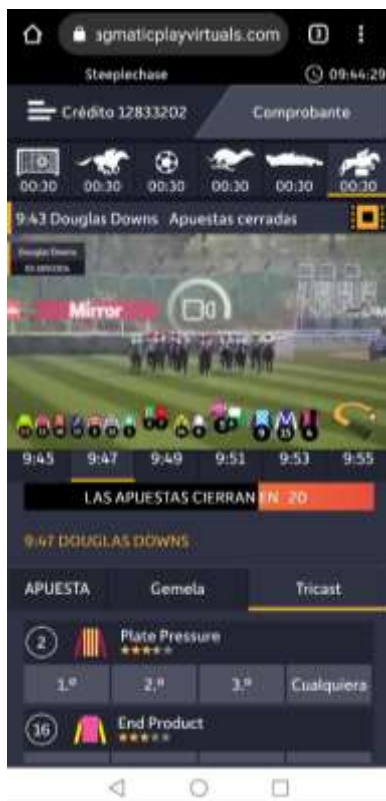 agmaticplayvirtuals.com
3
Steeplechase
09:44:29
Crédito 12833202
Comprobante
00:30 00:30 00:30 00:30 00:30 00:30
9:43 Douglas Downs Apuestas cerradas
Douglas Downs
Mirror
9:45 9:47 9:49 9:51 9:53 9:55
LAS APUESTAS CIERRAN EN 20
9:47 DOUGLAS DOWNS
APUESTA Gemela Tricast
2 Plate Pressure
1.º 2.º 3.º Cualquiera
16 End Product